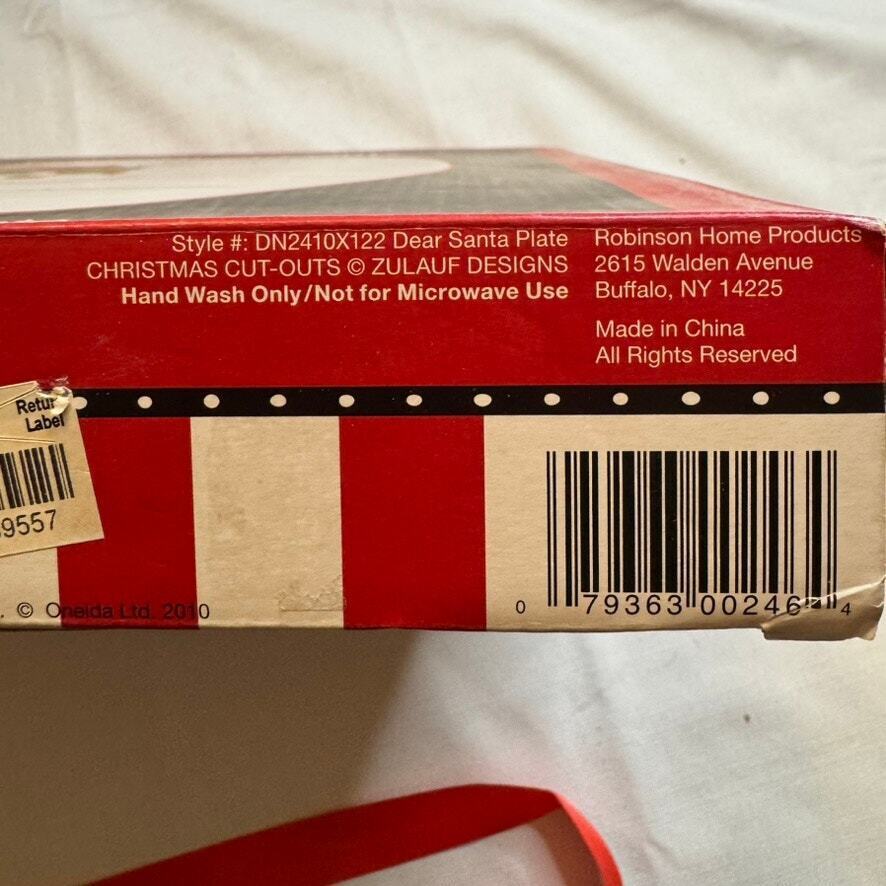 Style #: DN2410X122 Dear Santa Plate
CHRISTMAS CUT-OUTS © ZULAUF DESIGNS
Hand Wash Only/Not for Microwave Use
Robinson Home Products
2615 Walden Avenue
Buffalo, NY 14225
Made in China
All Rights Reserved
Label
9557
. © Oneida Ltd. 2010
0 79363 00246 4